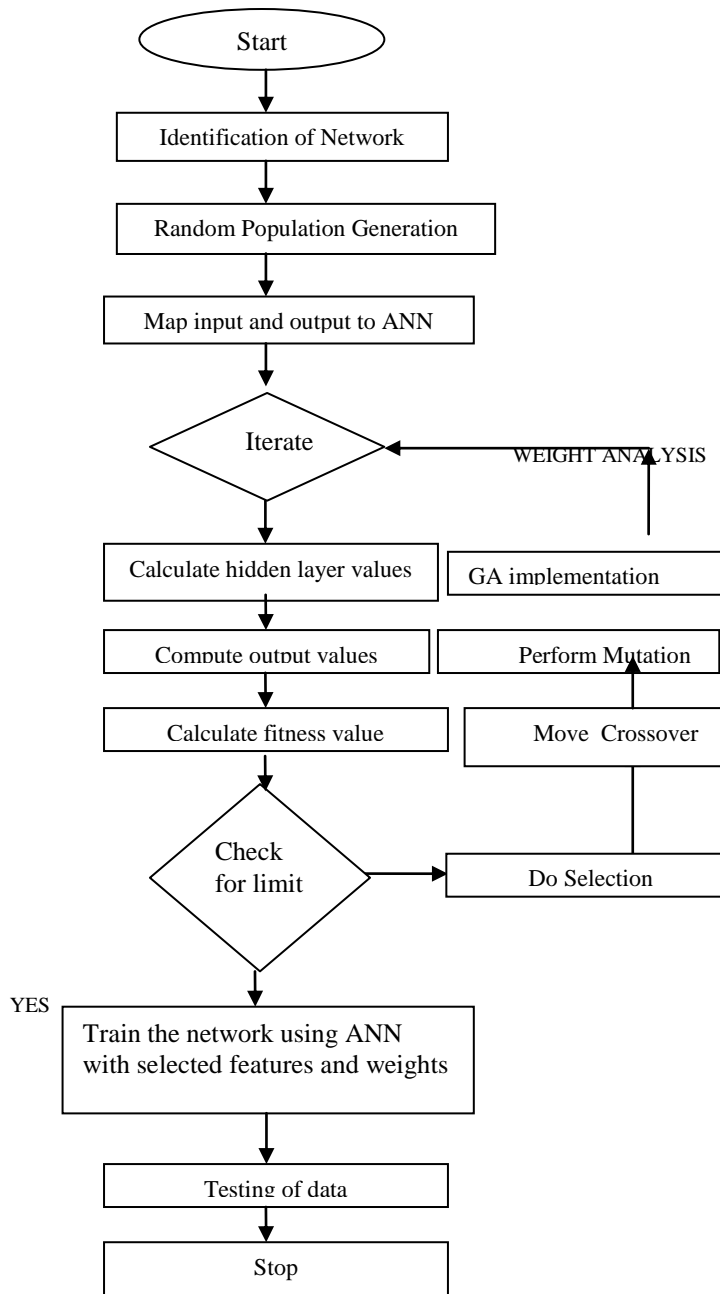 Start
Identification of Network
Random Population Generation
Map input and output to ANN
Iterate
WEIGHT ANALYSIS
Calculate hidden layer values
GA implementation
Compute output values
Perform Mutation
Calculate fitness value
Move Crossover
Check
for limit
Do Selection
YES
Train the network using ANN
with selected features and weights
Testing of data
Stop